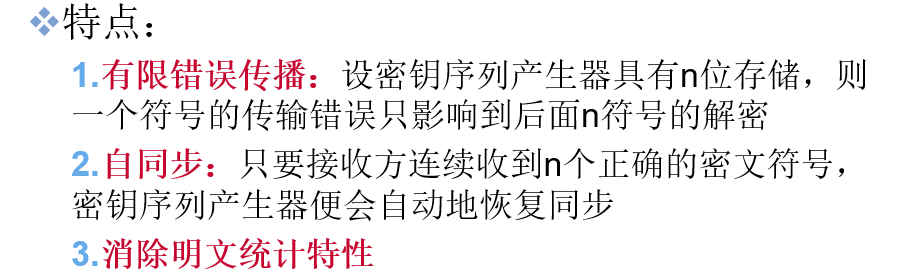 ❖特点：
1.有限错误传播：设密钥序列产生器具有n位存储，则
一个符号的传输错误只影响到后面n符号的解密
2.自同步：只要接收方连续收到n个正确的密文符号，
密钥序列产生器便会自动地恢复同步
3.消除明文统计特性